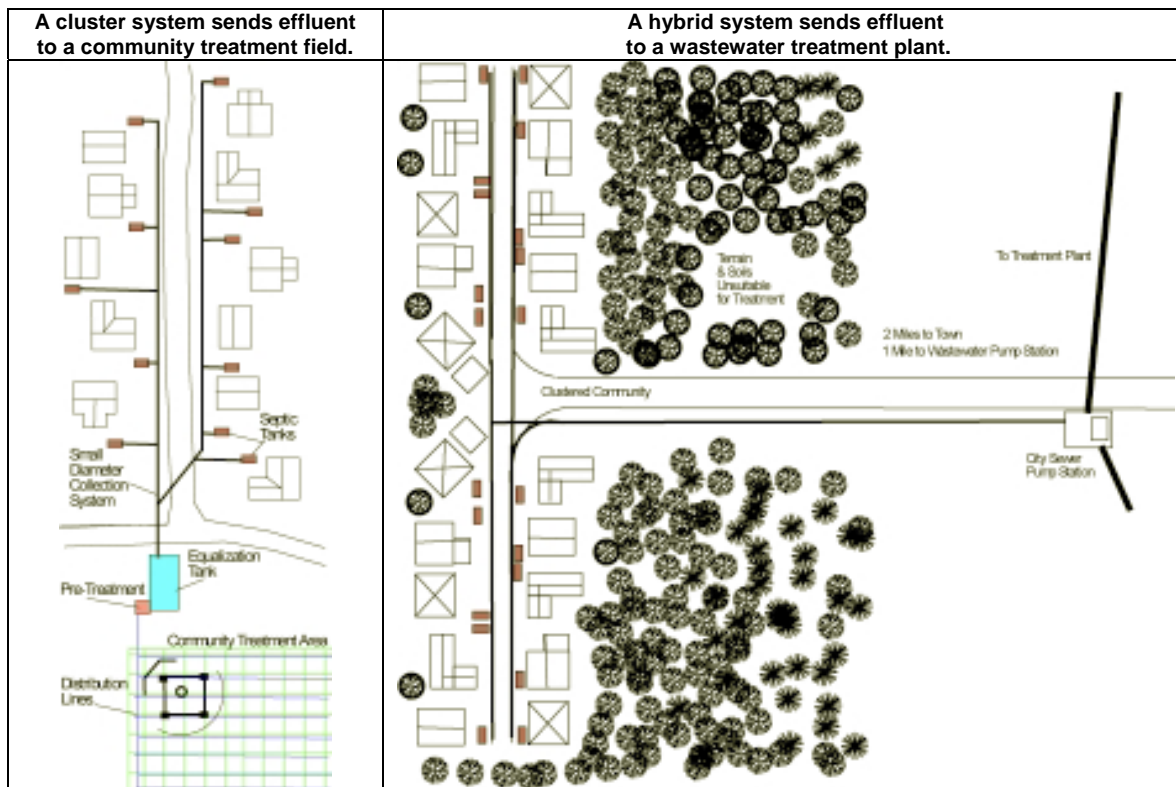 A cluster system sends effluent
to a community treatment field.
A hybrid system sends effluent
to a wastewater treatment plant.
Septic
Tanks
Small
Diameter
Collection
System
Equalization
Tank
Pre-Treatment
Community Treatment Area
Distribution
Lines
Terrain
& Soils
Unsuitable
for Treatment
To Treatment Plant
2 Miles to Town
1 Mile to Wastewater Pump Station
Clustered Community
City Sewer
Pump Station